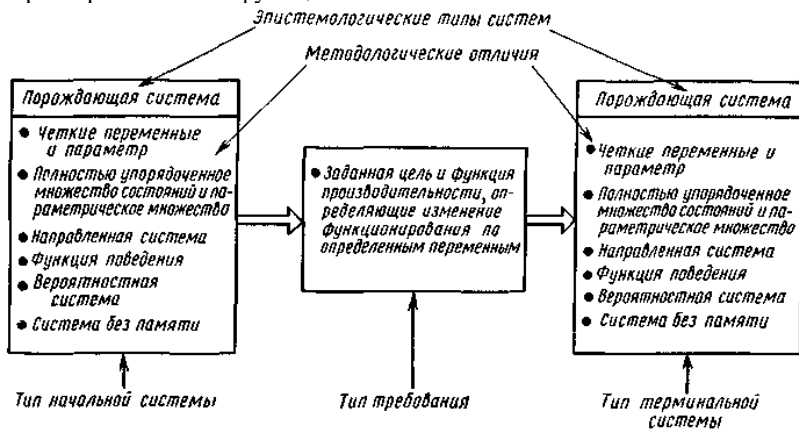 Эпистемологические типы систем
Методологические отличия
Порождающая система
• Четкие переменные
и параметр
• Полностью упорядоченное
множество состояний и па-
раметрическое множество
• Направленная система
• Функция поведения
• Вероятностная
система
• Система без памяти
• Заданная цель и функция
производительности, оп-
ределяющие изменение
функционирования по
определенным переменным
Порождающая система
• Четкие переменные и
параметр
• Полностью упорядоченное
множество состояний и па-
раметрическое множество
• Направленная система
• Функция поведения
• Вероятностная система
• Система без памяти
Тип начальной системы
Тип требования
Тип терминальной
системы